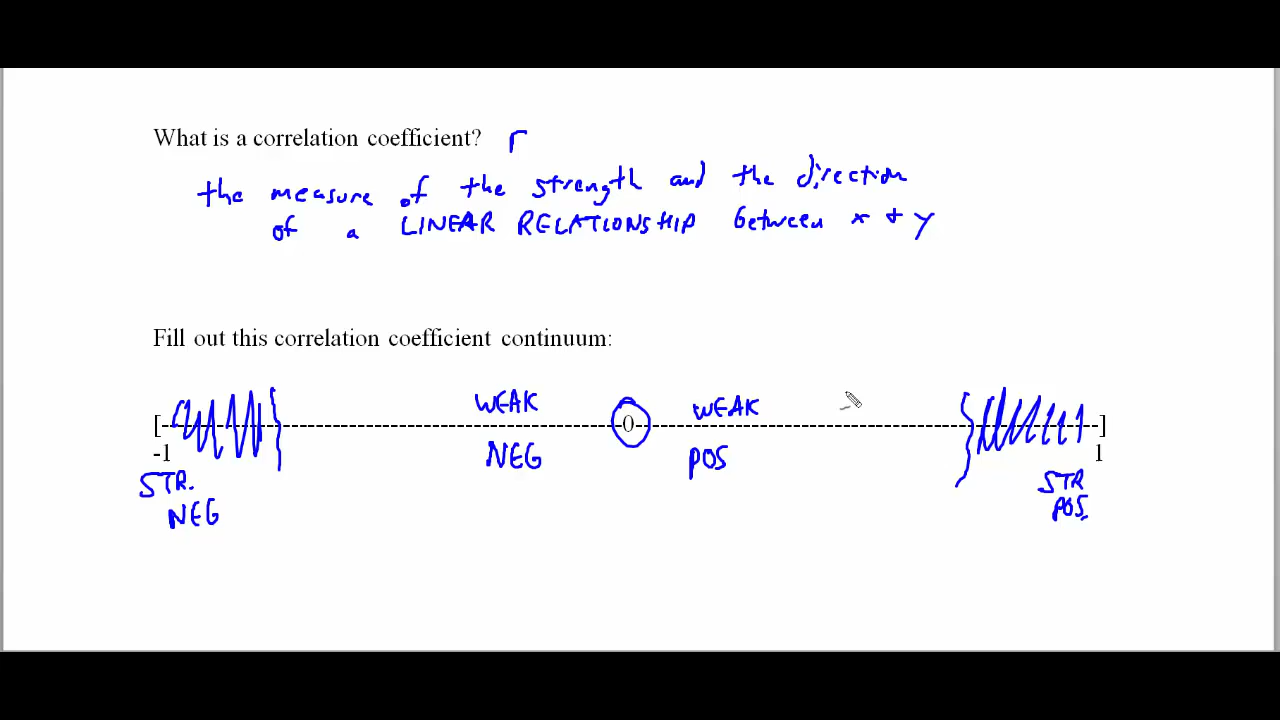 What is a correlation coefficient? r
the measure of the strength and the direction
of a LINEAR RELATIONSHIP between x + y
Fill out this correlation coefficient continuum:
WEAK WEAK
[ 0 ]
-1 NEG POS 1
STR. STR
NEG POS.